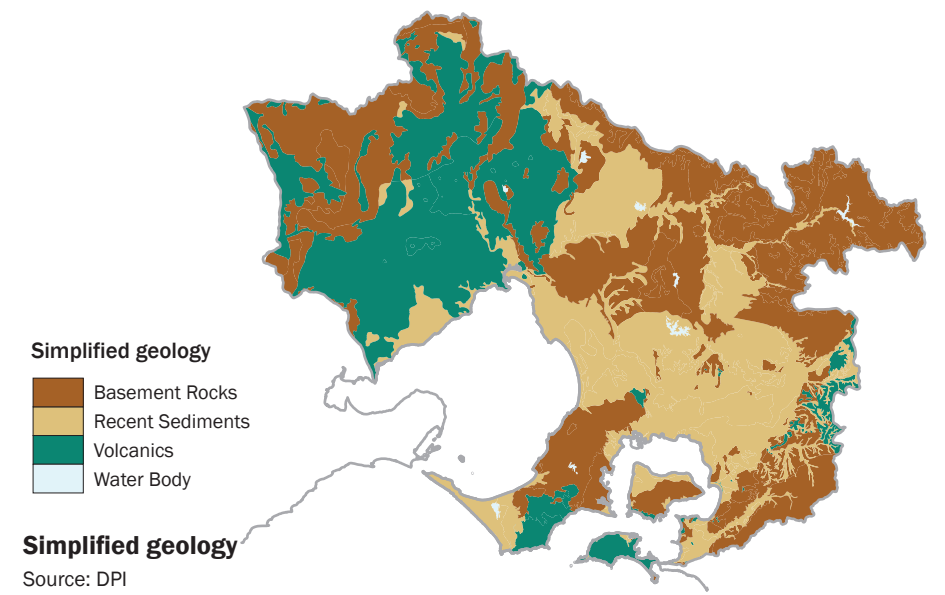 Simplified geology
Basement Rocks
Recent Sediments
Volcanics
Water Body
Simplified geology
Source: DPI